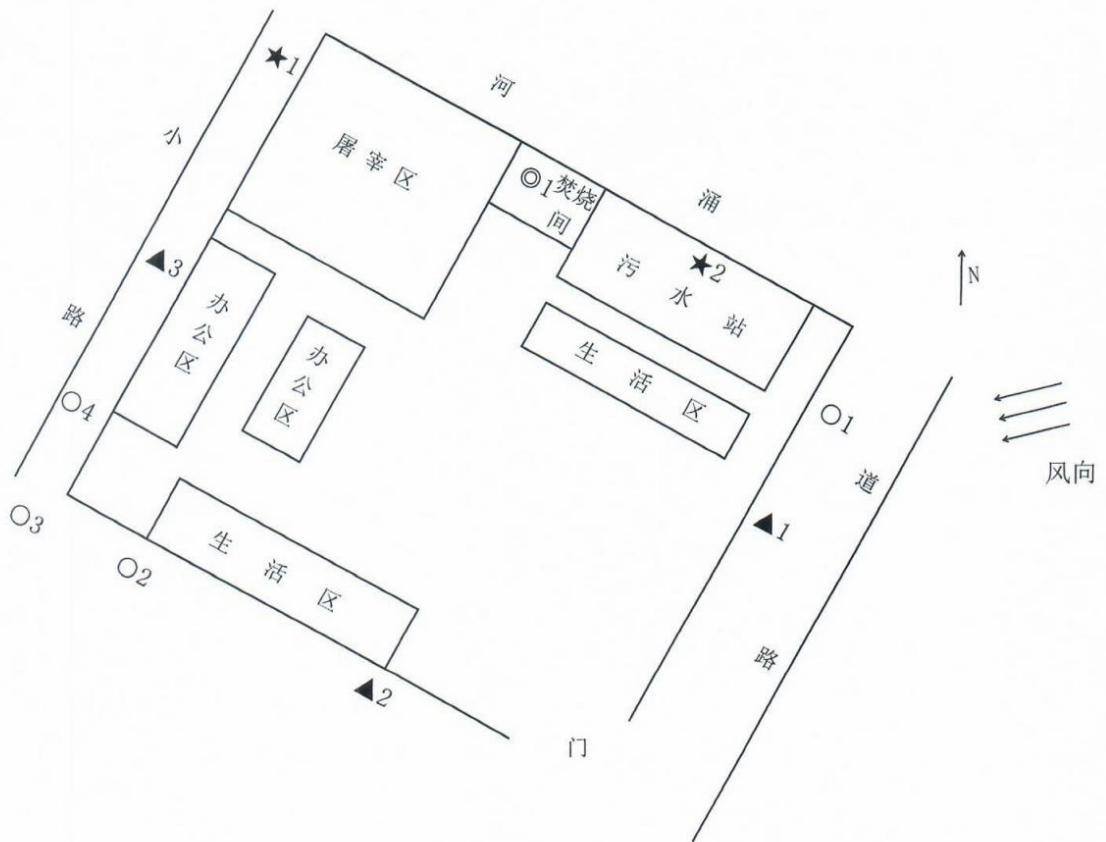 ★1
河
小
屠宰区
◎1 焚烧间
涌
★2
污水站
N
▲3
路
办公区
办公区
生活区
○4
○1
风向
道
○3
▲1
生活区
○2
路
▲2
门